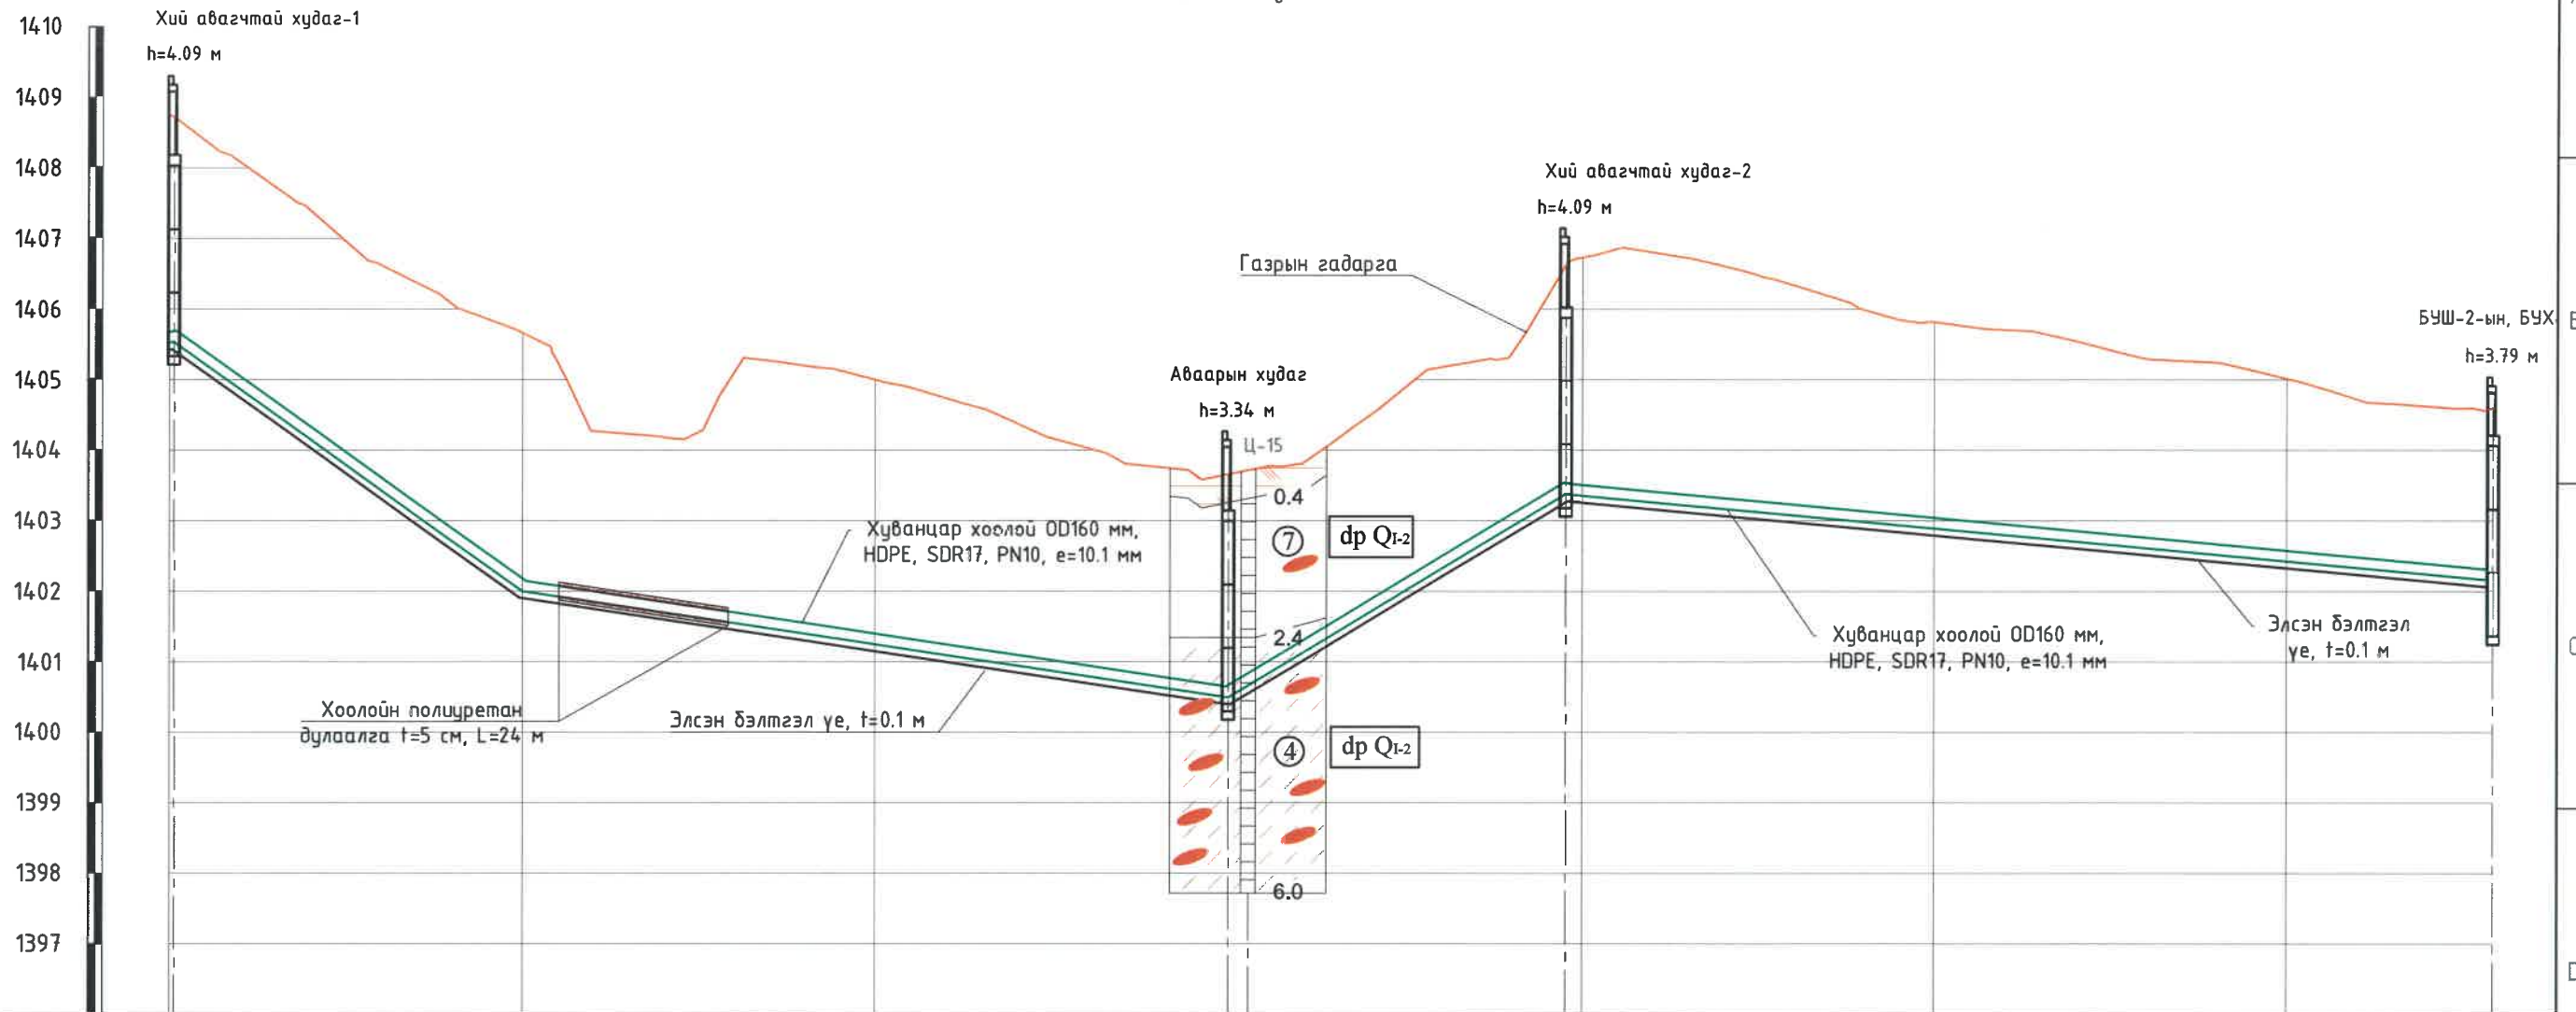 Хий авагчтай худаг-1
h=4.09 м
1410
1409
1408
1407
1406
1405
1404
1403
1402
1401
1400
1399
1398
1397
Хий авагчтай худаг-2
h=4.09 м
Газрын гадарга
БУШ-2-ын, БУХ
h=3.79 м
Аваарын худаг
h=3.34 м
Ц-15
0.4
7
dp QI-2
2.4
4
dp QI-2
6.0
Хуванцар хоолой OD160 мм,
HDPE, SDR17, PN10, e=10.1 мм
Хоолойн полиуретан
дулаалга t=5 см, L=24 м
Элсэн бэлтгэл үе, t=0.1 м
Хуванцар хоолой OD160 мм,
HDPE, SDR17, PN10, e=10.1 мм
Элсэн бэлтгэл
үе, t=0.1 м